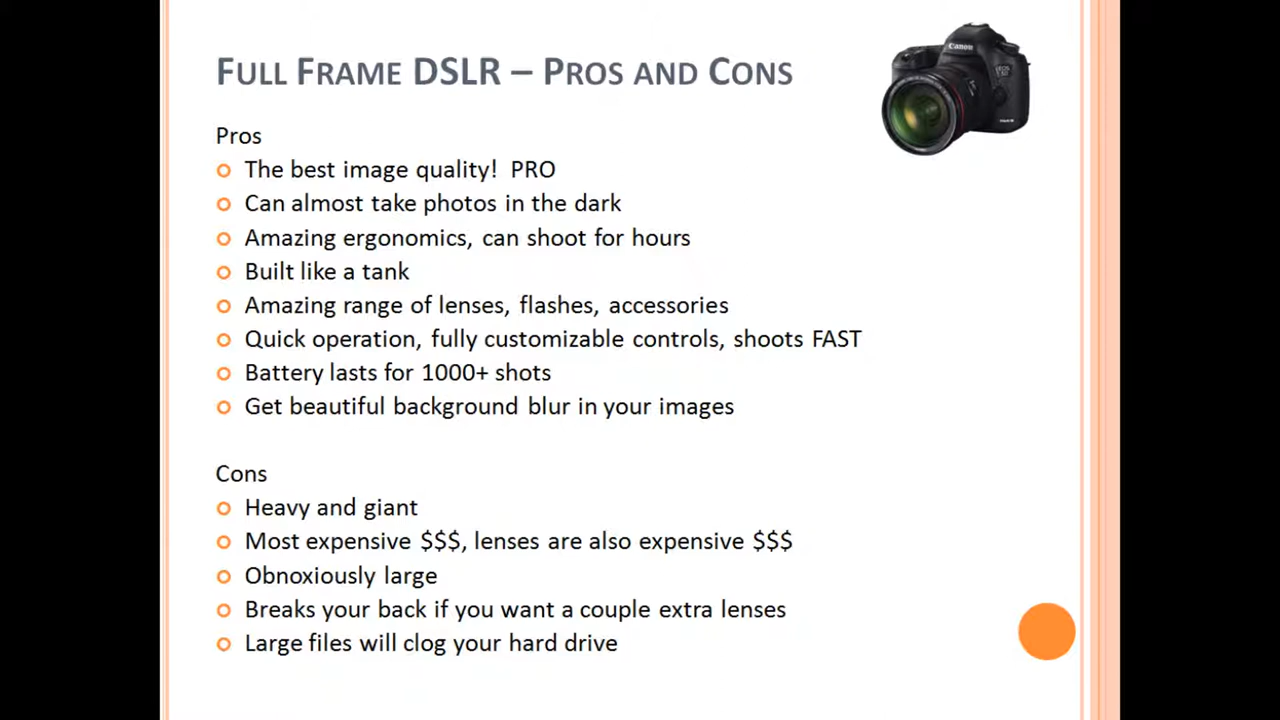 FULL FRAME DSLR – PROS AND CONS
Canon
Pros
The best image quality!  PRO
Can almost take photos in the dark
Amazing ergonomics, can shoot for hours
Built like a tank
Amazing range of lenses, flashes, accessories
Quick operation, fully customizable controls, shoots FAST
Battery lasts for 1000+ shots
Get beautiful background blur in your images
Cons
Heavy and giant
Most expensive $$$, lenses are also expensive $$$
Obnoxiously large
Breaks your back if you want a couple extra lenses
Large files will clog your hard drive